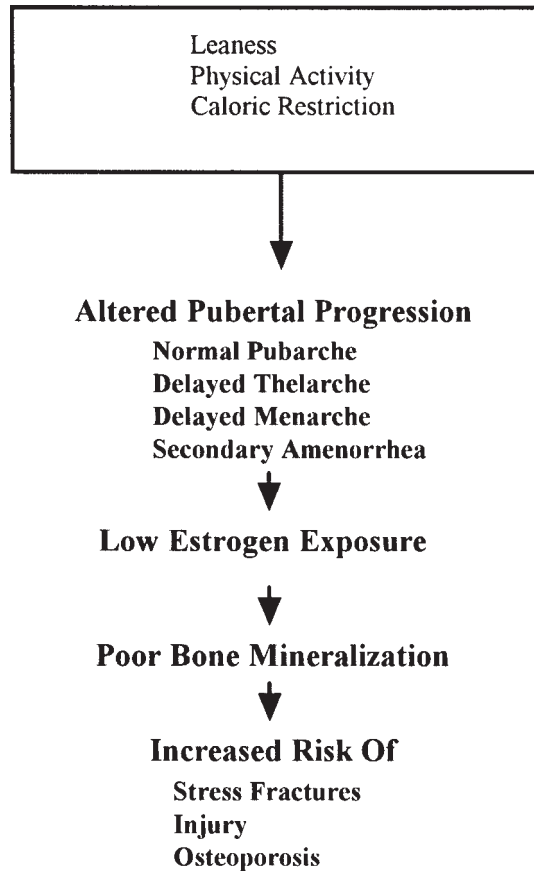 Leaness
Physical Activity
Caloric Restriction
Altered Pubertal Progression
Normal Pubarche
Delayed Thelarche
Delayed Menarche
Secondary Amenorrhea
Low Estrogen Exposure
Poor Bone Mineralization
Increased Risk Of
Stress Fractures
Injury
Osteoporosis